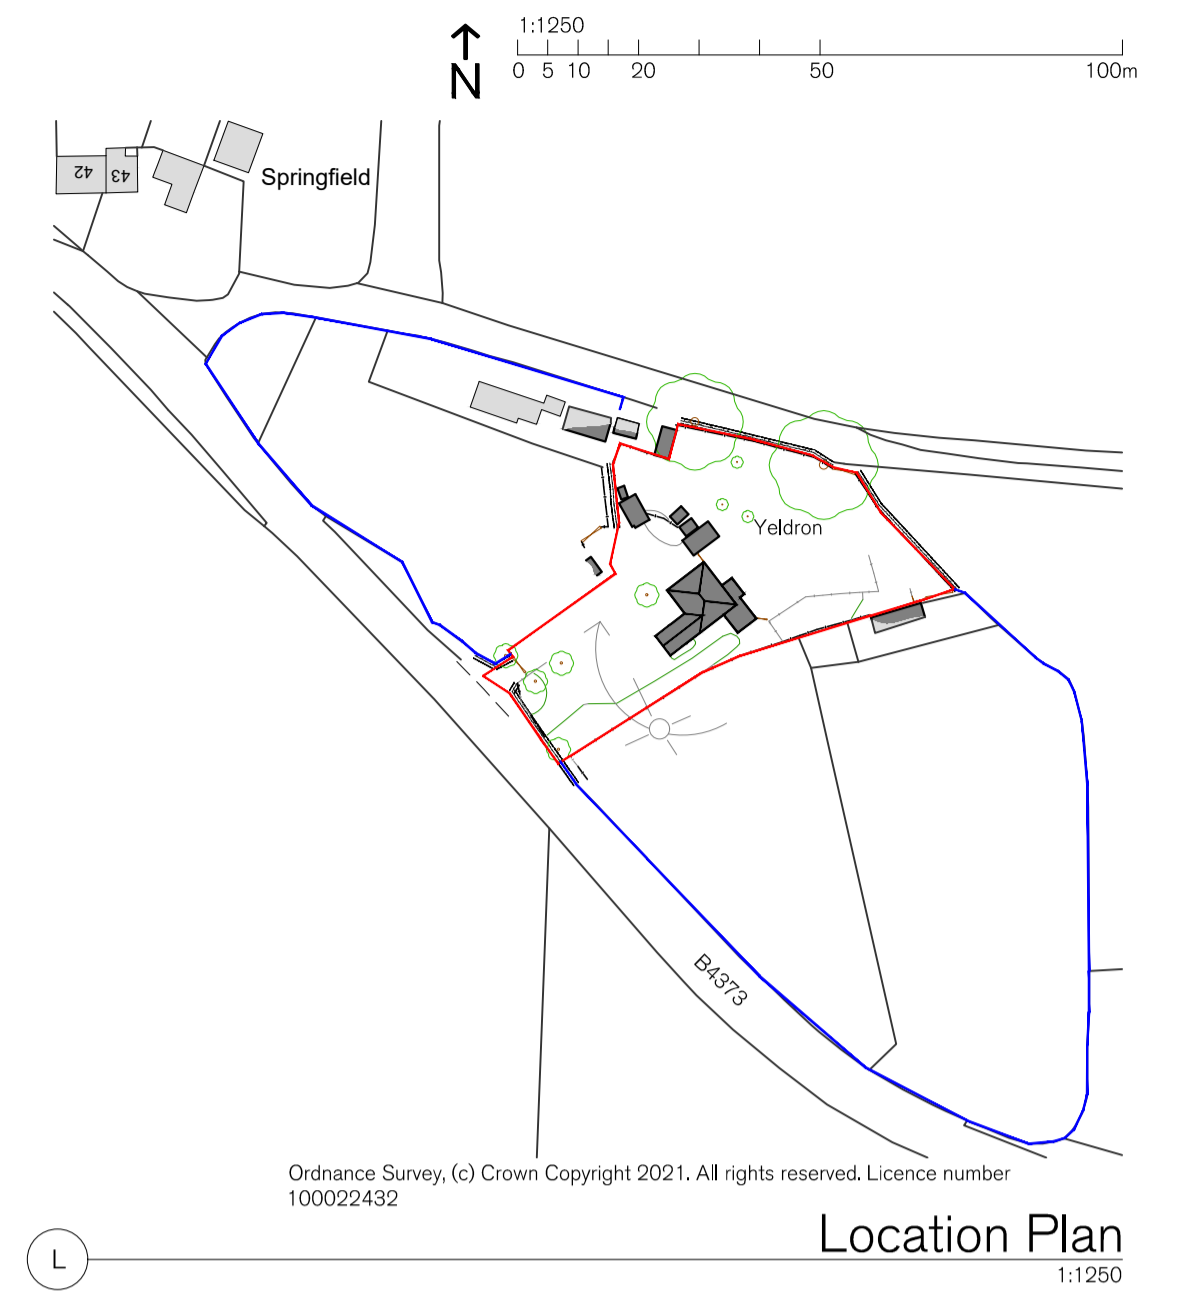 1:1250
N
0 5 10 20 50 100m
42
43
Springfield
Yeldron
B4373
Ordnance Survey, (c) Crown Copyright 2021. All rights reserved. Licence number
100022432
Location Plan
L
1:1250